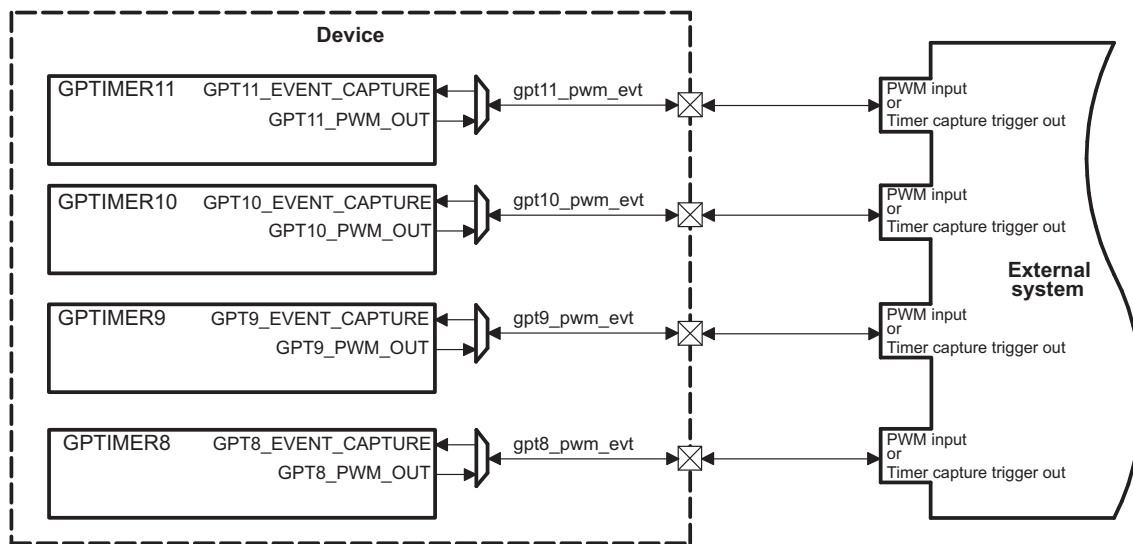 Device
GPTIMER11
GPT11_EVENT_CAPTURE
GPT11_PWM_OUT
gpt11_pwm_evt
PWM input
or
Timer capture trigger out
GPTIMER10
GPT10_EVENT_CAPTURE
GPT10_PWM_OUT
gpt10_pwm_evt
PWM input
or
Timer capture trigger out
External
system
GPTIMER9
GPT9_EVENT_CAPTURE
GPT9_PWM_OUT
gpt9_pwm_evt
PWM input
or
Timer capture trigger out
GPTIMER8
GPT8_EVENT_CAPTURE
GPT8_PWM_OUT
gpt8_pwm_evt
PWM input
or
Timer capture trigger out